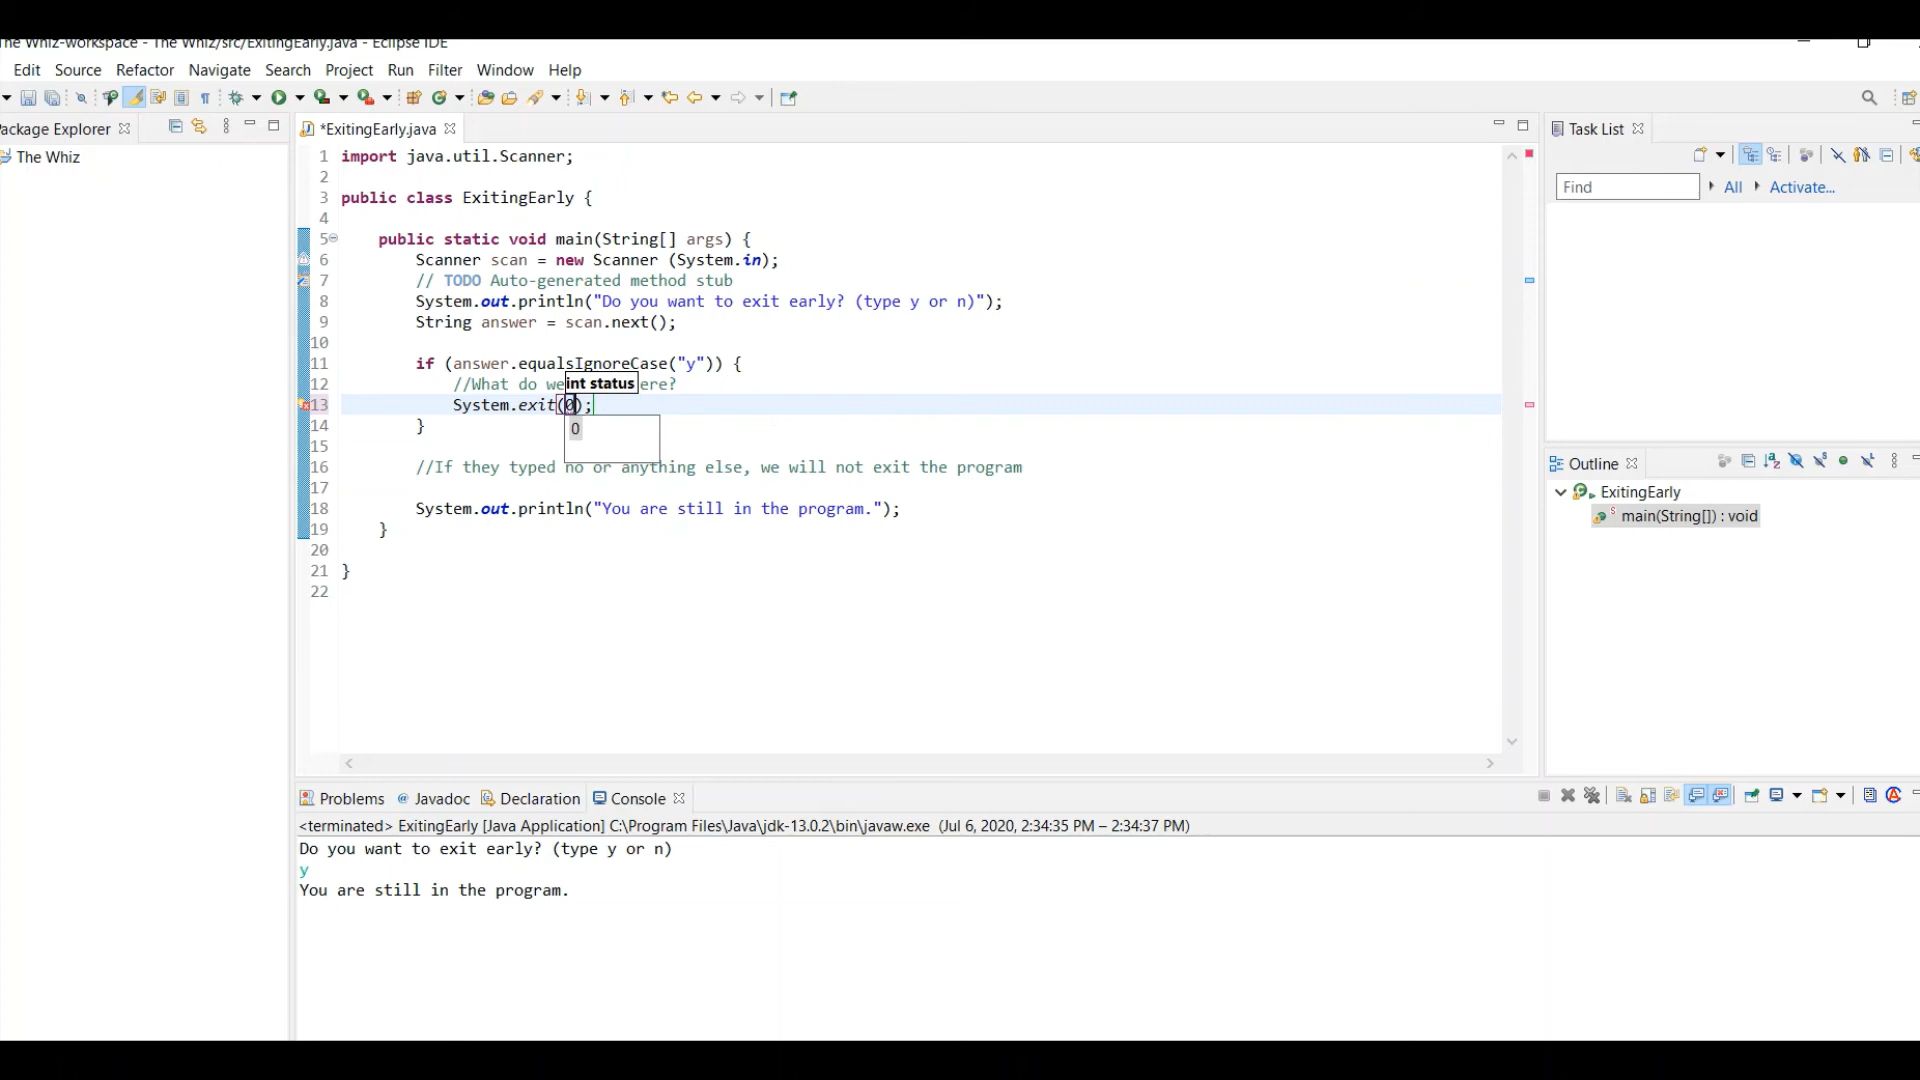 The Whiz-workspace - The Whiz/src/ExitingEarly.java - Eclipse IDE
Edit Source Refactor Navigate Search Project Run Filter Window Help
Package Explorer
The Whiz
*ExitingEarly.java
1 import java.util.Scanner;
2
3 public class ExitingEarly {
4
5 public static void main(String[] args) {
6 Scanner scan = new Scanner (System.in);
7 // TODO Auto-generated method stub
8 System.out.println("Do you want to exit early? (type y or n)");
9 String answer = scan.next();
10
11 if (answer.equalsIgnoreCase("y")) {
12 //What do we ere?
int status
13 System.exit(0);
0
14 }
15
16 //If they typed no or anything else, we will not exit the program
17
18 System.out.println("You are still in the program.");
19 }
20
21 }
22
Task List
Find All Activate...
Outline
ExitingEarly
main(String[]) : void
Problems Javadoc Declaration Console
<terminated> ExitingEarly [Java Application] C:\Program Files\Java\jdk-13.0.2\bin\javaw.exe (Jul 6, 2020, 2:34:35 PM – 2:34:37 PM)
Do you want to exit early? (type y or n)
y
You are still in the program.